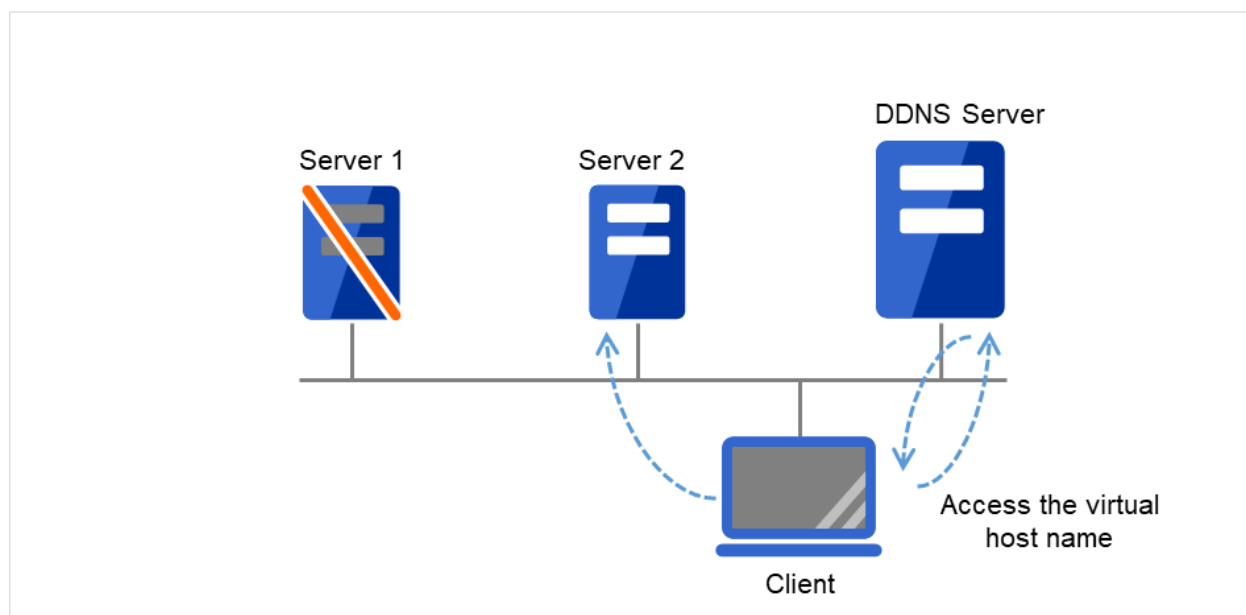 DDNS Server
Server 1
Server 2
Access the virtual
host name
Client